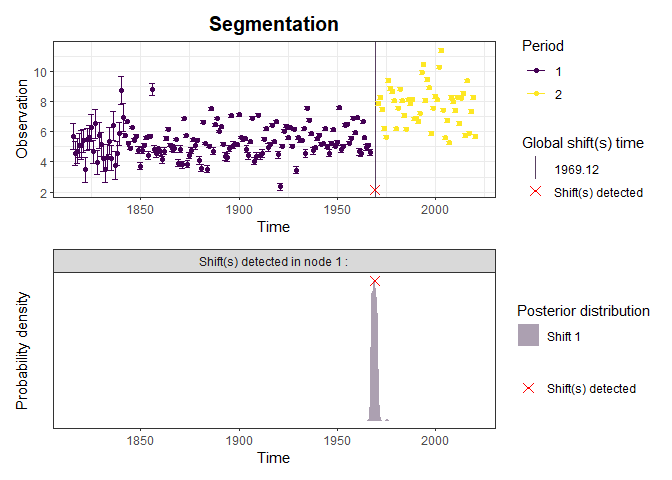 Segmentation
Observation
10
8
6
4
2
1850
1900
1950
2000
Time
Period
1
2
Global shift(s) time
1969.12
Shift(s) detected
Shift(s) detected in node 1 :
Probability density
1850
1900
1950
2000
Time
Posterior distribution
Shift 1
Shift(s) detected